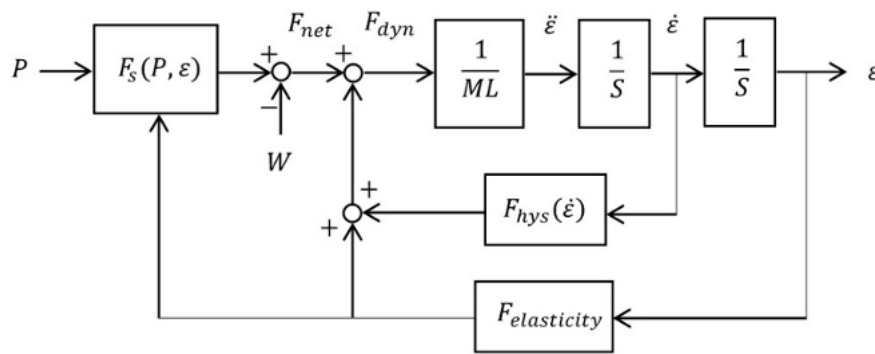 F_net F_dyn ε̈ ε̇
P F_s(P, ε) + + 1/ML 1/S 1/S ε
−
W
+ +
F_hys(ε̇)
F_elasticity